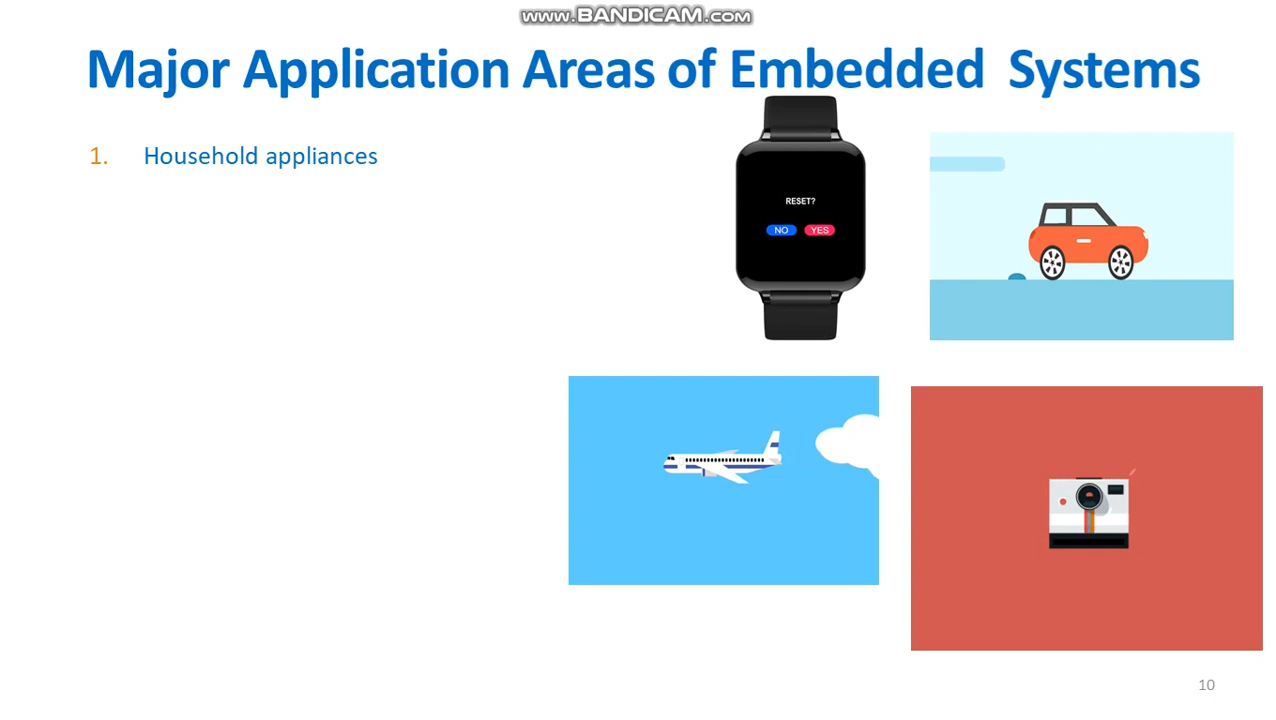 www.BANDICAM.com
Major Application Areas of Embedded Systems
1. Household appliances
RESET?
NO YES
10